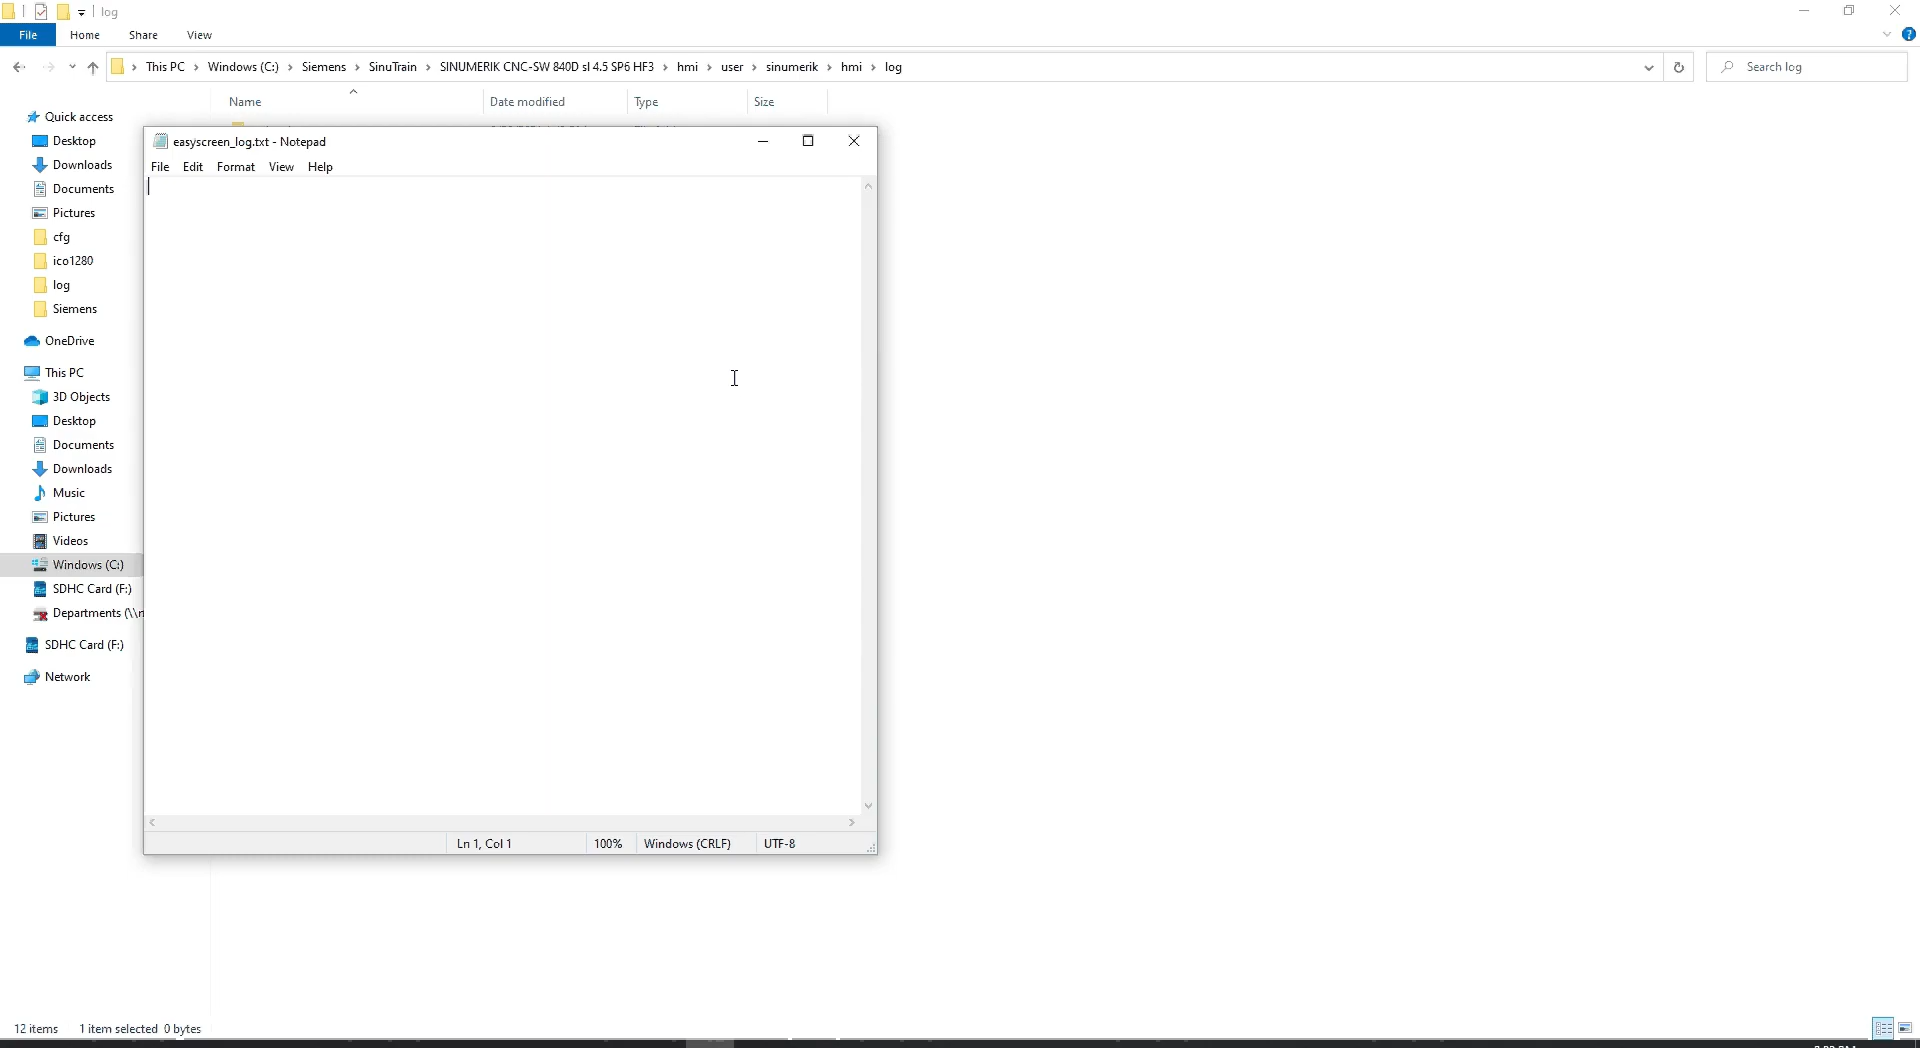 log
File Home Share View
This PC Windows (C:) Siemens SinuTrain SINUMERIK CNC-SW 840D sl 4.5 SP6 HF3 hmi user sinumerik hmi log
Search log
Name Date modified Type Size
Quick access
Desktop
Downloads
Documents
Pictures
cfg
ico1280
log
Siemens
OneDrive
This PC
3D Objects
Desktop
Documents
Downloads
Music
Pictures
Videos
Windows (C:)
SDHC Card (F:)
Departments (\\
SDHC Card (F:)
Network
easyscreen_log.txt - Notepad
File Edit Format View Help
Ln 1, Col 1 100% Windows (CRLF) UTF-8
12 items 1 item selected 0 bytes